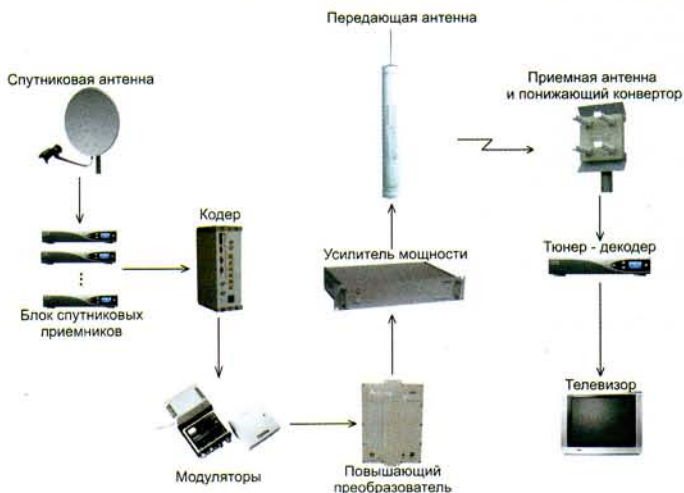 Передающая антенна
Спутниковая антенна
Приемная антенна
и понижающий конвертор
Кодер
Усилитель мощности
Тюнер - декодер
Блок спутниковых
приемников
Телевизор
Модуляторы
Повышающий
преобразователь